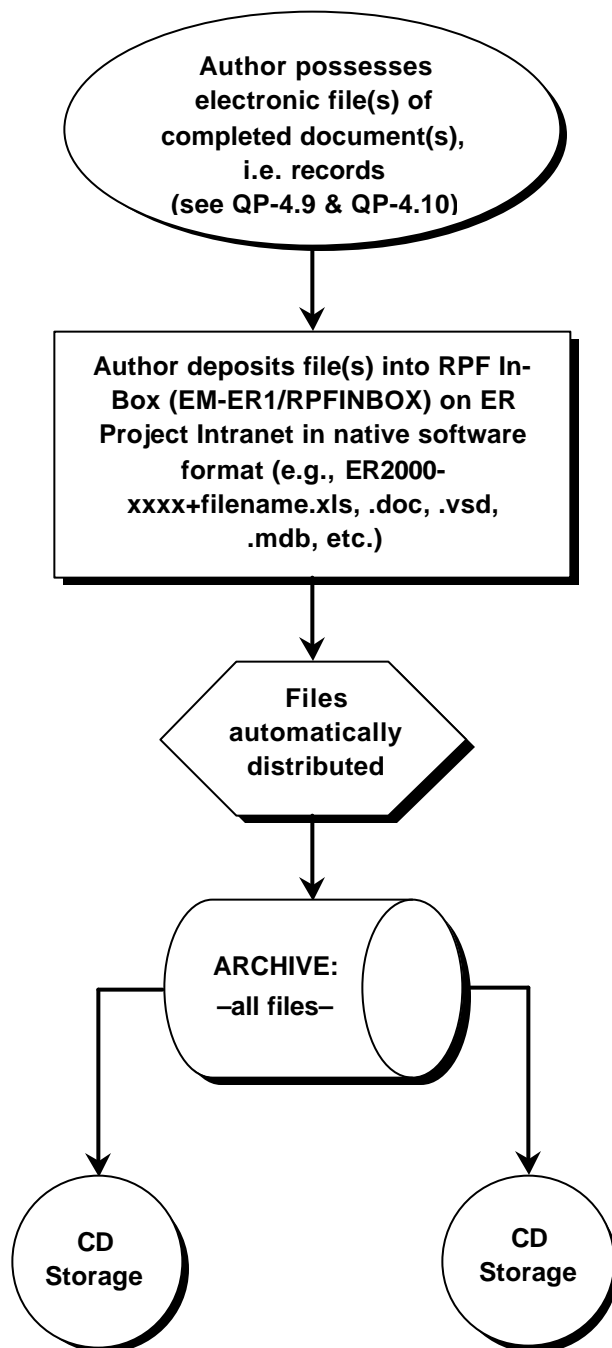 Author possesses
electronic file(s) of
completed document(s),
i.e. records
(see QP-4.9 & QP-4.10)
Author deposits file(s) into RPF In-
Box (EM-ER1/RPFINBOX) on ER
Project Intranet in native software
format (e.g., ER2000-
xxxx+filename.xls, .doc, .vsd,
.mdb, etc.)
Files
automatically
distributed
ARCHIVE:
–all files–
CD
Storage
CD
Storage